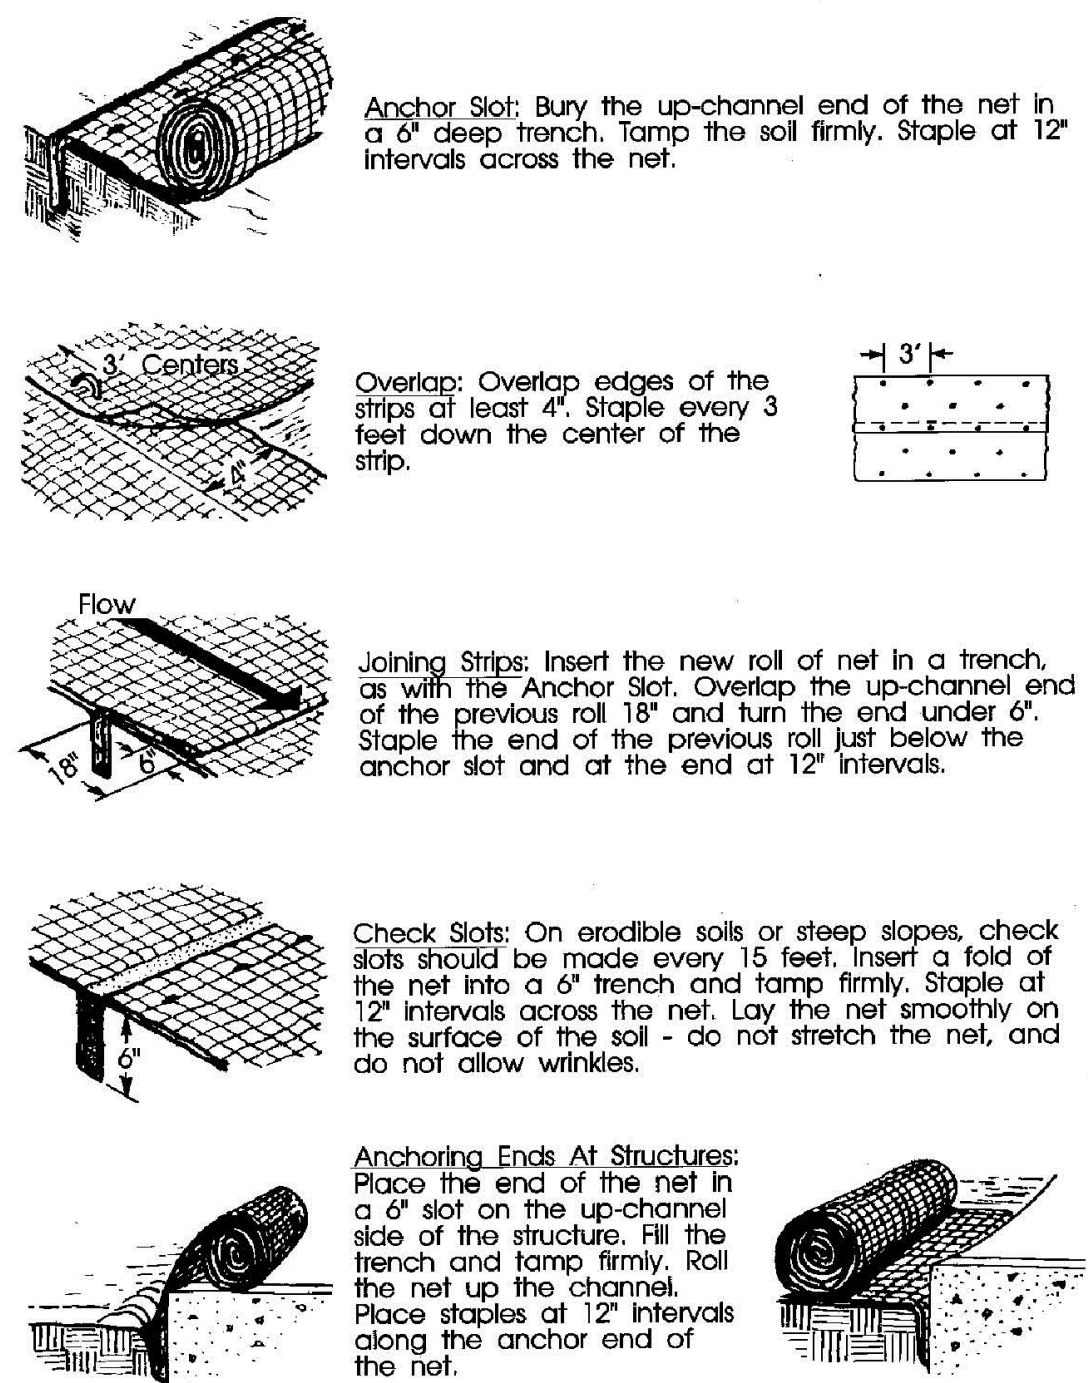 Anchor Slot: Bury the up-channel end of the net in
a 6" deep trench. Tamp the soil firmly. Staple at 12"
intervals across the net.
3' Centers
4"
Overlap: Overlap edges of the
strips at least 4". Staple every 3
feet down the center of the
strip.
3'
Flow
18"
6"
Joining Strips: Insert the new roll of net in a trench,
as with the Anchor Slot. Overlap the up-channel end
of the previous roll 18" and turn the end under 6".
Staple the end of the previous roll just below the
anchor slot and at the end at 12" intervals.
6"
Check Slots: On erodible soils or steep slopes, check
slots should be made every 15 feet. Insert a fold of
the net into a 6" trench and tamp firmly. Staple at
12" intervals across the net. Lay the net smoothly on
the surface of the soil - do not stretch the net, and
do not allow wrinkles.
Anchoring Ends At Structures:
Place the end of the net in
a 6" slot on the up-channel
side of the structure. Fill the
trench and tamp firmly. Roll
the net up the channel.
Place staples at 12" intervals
along the anchor end of
the net.